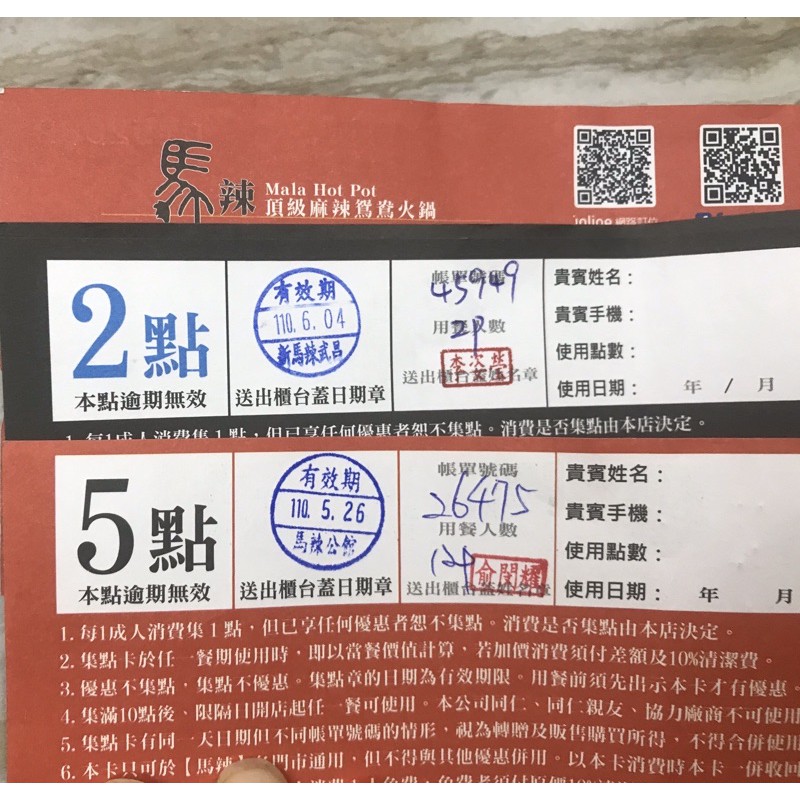 馬辣 Mala Hot Pot
頂級麻辣鴛鴦火鍋
inline
2點
本點逾期無效
有效期
110.6.04
新馬辣武昌
送出櫃台蓋日期章
帳單號碼
45949
用餐人數
2P
送出櫃台蓋姓名章
貴賓姓名：
貴賓手機：
使用點數：
使用日期： 年 / 月
1. 每1成人消費集1點，但已享任何優惠者恕不集點。消費是否集點由本店決定。
5點
本點逾期無效
有效期
110.5.26
馬辣公館
送出櫃台蓋日期章
帳單號碼
26475
用餐人數
12P
送出櫃台蓋姓名章
貴賓姓名：
貴賓手機：
使用點數：
使用日期： 年 月
1. 每1成人消費集1點，但已享任何優惠者恕不集點。消費是否集點由本店決定。
2. 集點卡於任一餐期使用時，即以當餐價值計算，若加價消費須付差額及10%清潔費。
3. 優惠不集點，集點不優惠。集點章的日期為有效期限。用餐前須先出示本卡才有優惠。
4. 集滿10點後、限隔日開店起任一餐可使用。本公司同仁、同仁親友、協力廠商不可使用
5. 集點卡有同一天日期但不同帳單號碼的情形，視為轉贈及販售購買所得，不得合併使用
6. 本卡只可於【馬辣】門市通用，但不得與其他優惠併用。以本卡消費時本卡一併收回